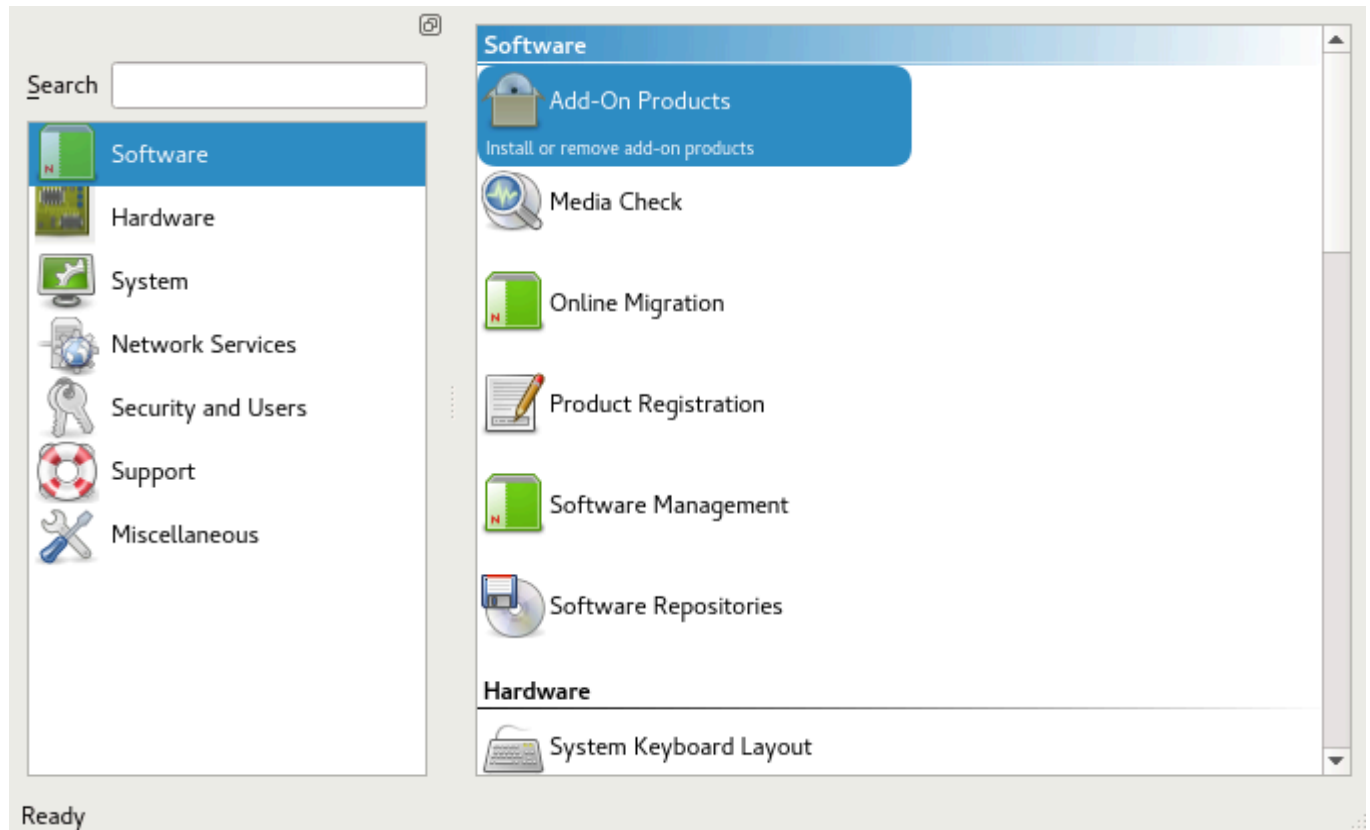 Search
Software
Hardware
System
Network Services
Security and Users
Support
Miscellaneous
Software
Add-On Products
Install or remove add-on products
Media Check
Online Migration
Product Registration
Software Management
Software Repositories
Hardware
System Keyboard Layout
Ready